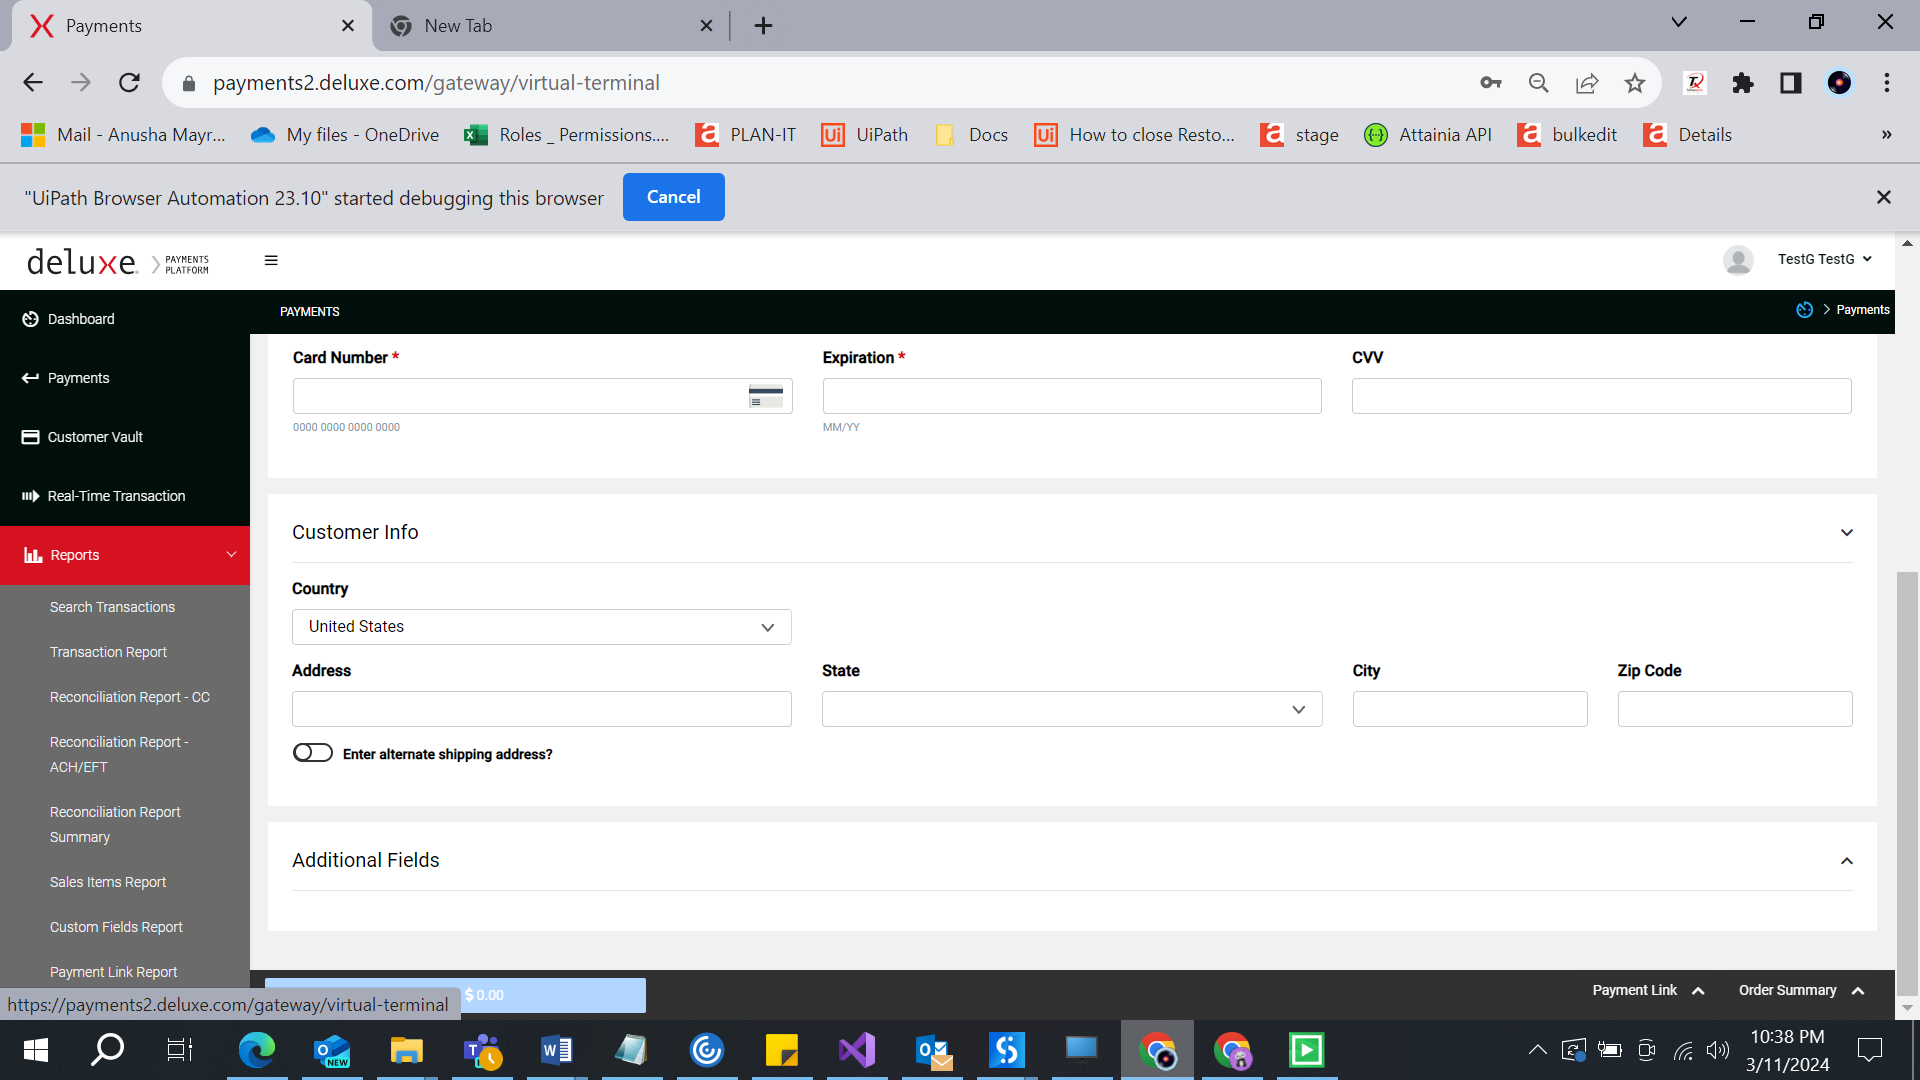 Payments
New Tab
payments2.deluxe.com/gateway/virtual-terminal
Mail - Anusha Mayr...
My files - OneDrive
Roles _ Permissions....
PLAN-IT
UiPath
Docs
How to close Resto...
stage
Attainia API
bulkedit
Details
»
"UiPath Browser Automation 23.10" started debugging this browser
Cancel
deluxe.
PAYMENTS
PLATFORM
TestG TestG
Dashboard
Payments
Customer Vault
Real-Time Transaction
Reports
Search Transactions
Transaction Report
Reconciliation Report - CC
Reconciliation Report -
ACH/EFT
Reconciliation Report
Summary
Sales Items Report
Custom Fields Report
Payment Link Report
PAYMENTS
Payments
Card Number *
Expiration *
CVV
0000 0000 0000 0000
MM/YY
Customer Info
Country
United States
Address
State
City
Zip Code
Enter alternate shipping address?
Additional Fields
$ 0.00
Payment Link
Order Summary
https://payments2.deluxe.com/gateway/virtual-terminal
NEW
10:38 PM
3/11/2024